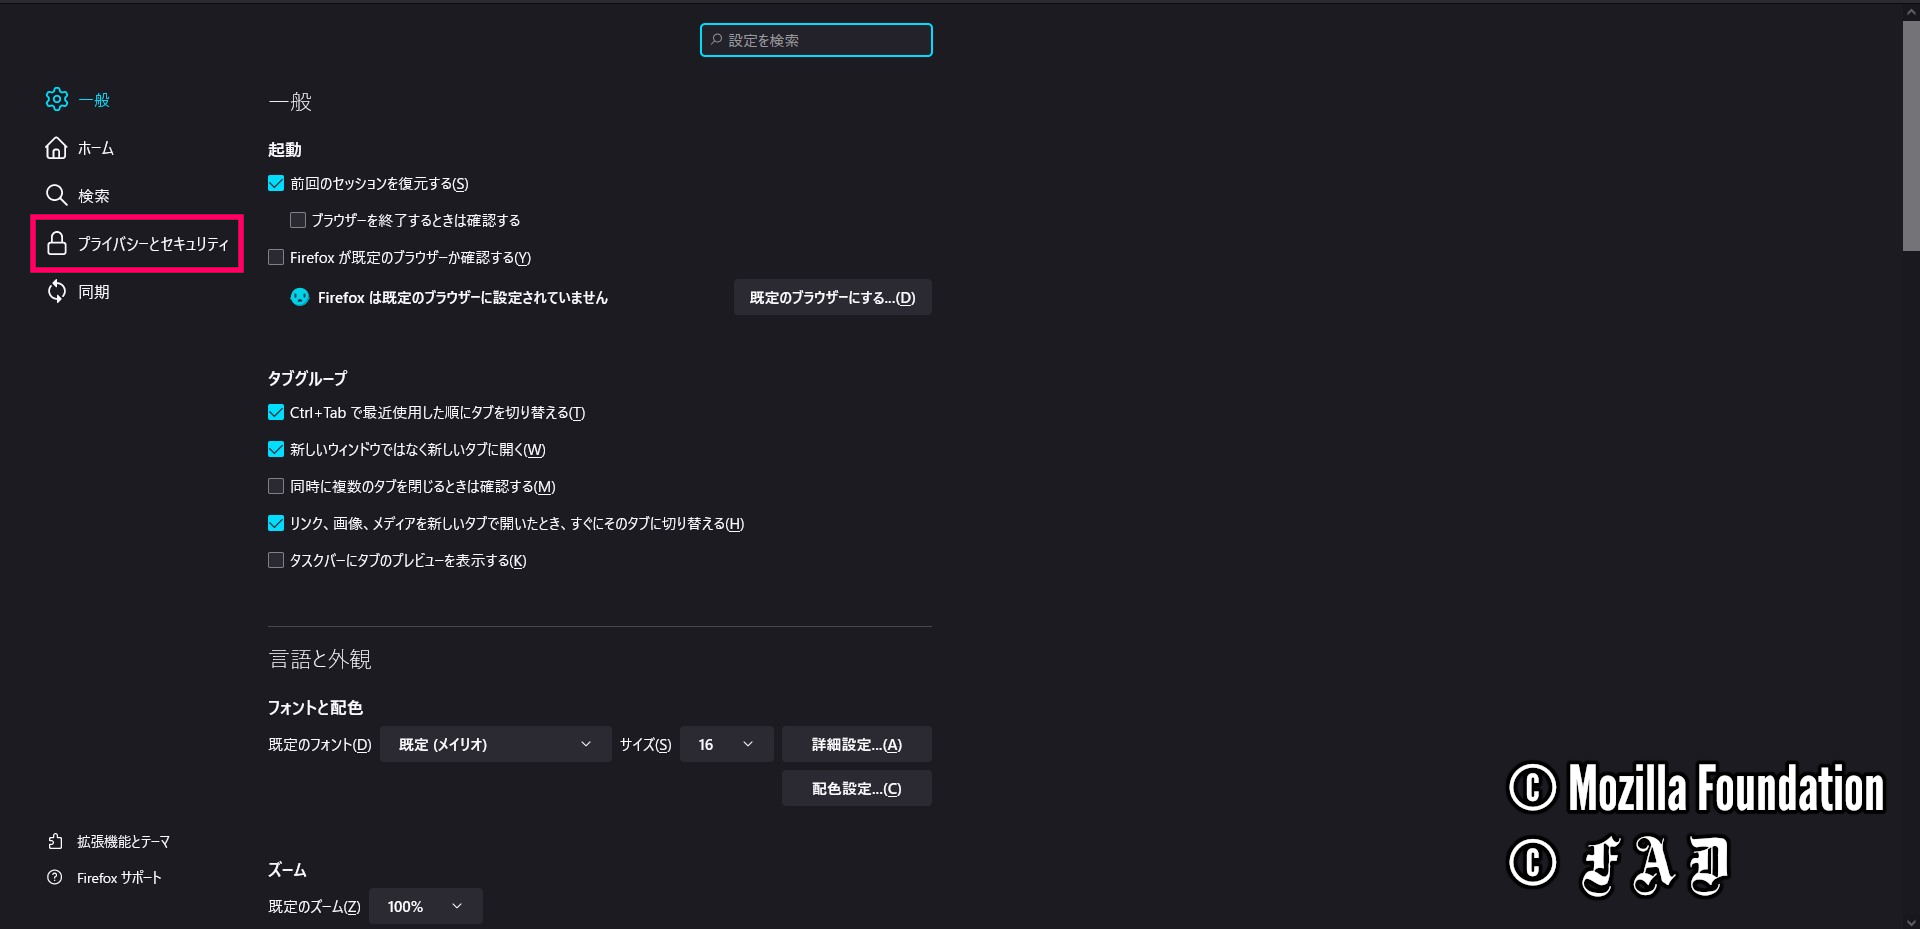 設定を検索
一般
ホーム
検索
プライバシーとセキュリティ
同期
一般
起動
前回のセッションを復元する(S)
ブラウザーを終了するときは確認する
Firefox が既定のブラウザーか確認する(Y)
Firefox は既定のブラウザーに設定されていません
既定のブラウザーにする...(D)
タブグループ
Ctrl+Tab で最近使用した順にタブを切り替える(T)
新しいウィンドウではなく新しいタブに開く(W)
同時に複数のタブを閉じるときは確認する(M)
リンク、画像、メディアを新しいタブで開いたとき、すぐにそのタブに切り替える(H)
タスクバーにタブのプレビューを表示する(K)
言語と外観
フォントと配色
既定のフォント(D) 既定 (メイリオ) サイズ(S) 16 詳細設定...(A)
配色設定...(C)
ズーム
既定のズーム(Z) 100%
拡張機能とテーマ
Firefox サポート
© Mozilla Foundation
© FAD